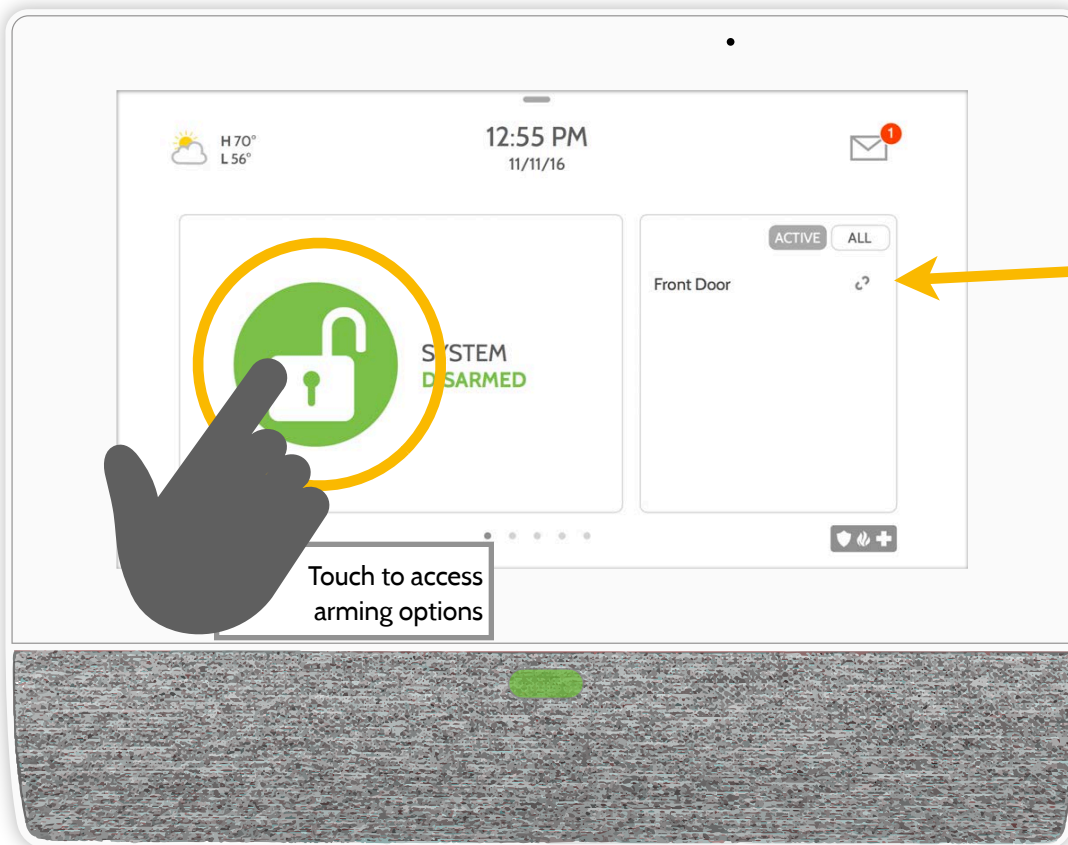 H 70°
L 56°
12:55 PM
11/11/16
1
ACTIVE
ALL
Front Door
SYSTEM
DISARMED
Touch to access
arming options